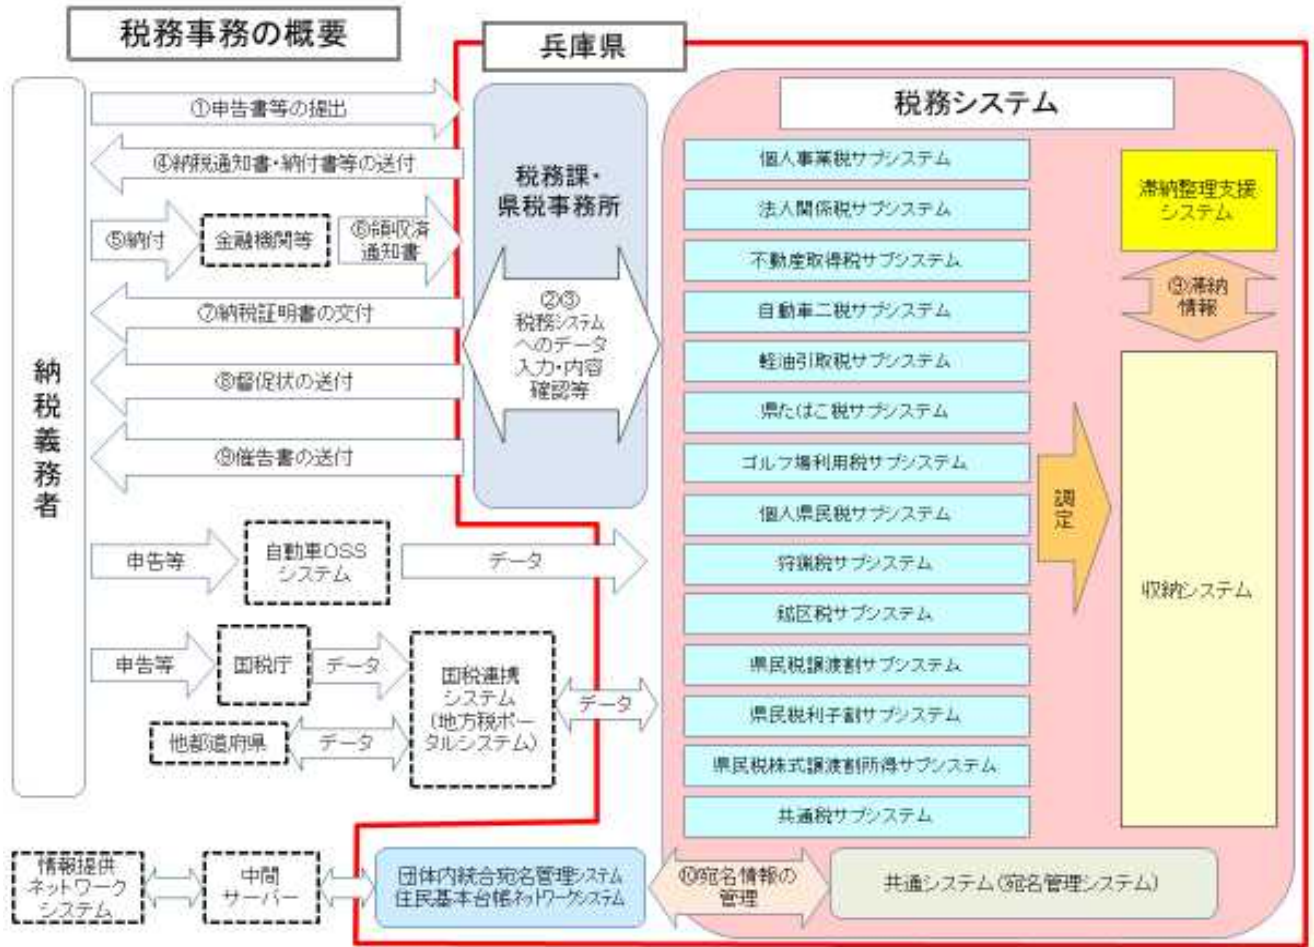 税務事務の概要
兵庫県
納税義務者
①申告書等の提出
④納税通知書・納付書等の送付
⑤納付
金融機関等
⑥領収済
通知書
⑦納税証明書の交付
⑧督促状の送付
⑨催告書の送付
税務課・
県税事務所
②③
税務システム
へのデータ
入力・内容
確認等
申告等
自動車OSS
システム
データ
申告等
国税庁
データ
国税連携
システム
(地方税ポー
タルシステム)
データ
他都道府県
データ
情報提供
ネットワーク
システム
中間
サーバー
団体内統合宛名管理システム
住民基本台帳ネットワークシステム
⑩宛名情報の
管理
共通システム(宛名管理システム)
税務システム
個人事業税サブシステム
法人関係税サブシステム
不動産取得税サブシステム
自動車二税サブシステム
軽油引取税サブシステム
県たばこ税サブシステム
ゴルフ場利用税サブシステム
個人県民税サブシステム
狩猟税サブシステム
鉱区税サブシステム
県民税譲渡割サブシステム
県民税利子割サブシステム
県民税株式譲渡割所得サブシステム
共通税サブシステム
調定
滞納整理支援
システム
⑨滞納
情報
収納システム